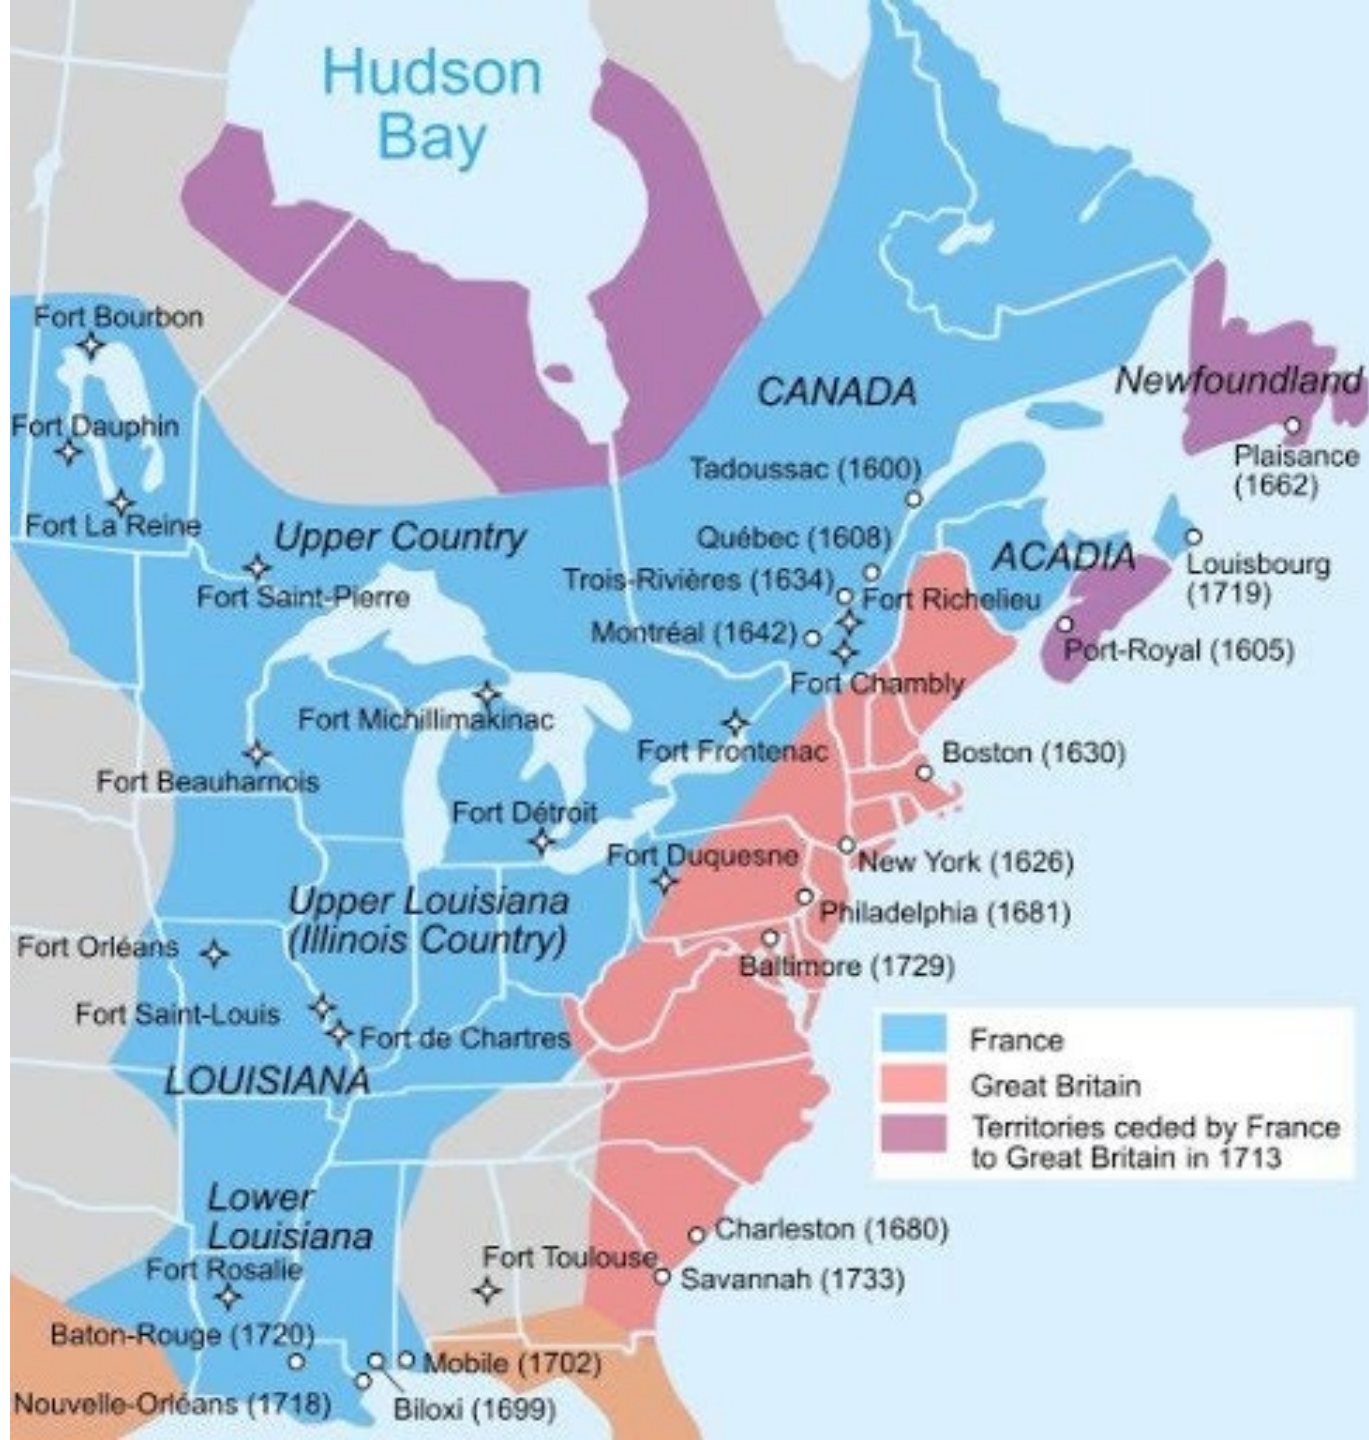 Hudson
Bay
Fort Bourbon
CANADA
Newfoundland
Fort Dauphin
Plaisance
(1662)
Tadoussac (1600)
Fort La Reine
Upper Country
Québec (1608)
ACADIA
Louisbourg
(1719)
Fort Saint-Pierre
Trois-Rivières (1634)
Fort Richelieu
Montréal (1642)
Port-Royal (1605)
Fort Chambly
Fort Michillimakinac
Fort Frontenac
Boston (1630)
Fort Beauharnois
Fort Détroit
Fort Duquesne
New York (1626)
Upper Louisiana
(Illinois Country)
Philadelphia (1681)
Fort Orléans
Baltimore (1729)
Fort Saint-Louis
Fort de Chartres
France
LOUISIANA
Great Britain
Territories ceded by France
to Great Britain in 1713
Lower
Louisiana
Charleston (1680)
Fort Toulouse
Fort Rosalie
Savannah (1733)
Baton-Rouge (1720)
Mobile (1702)
Nouvelle-Orléans (1718)
Biloxi (1699)